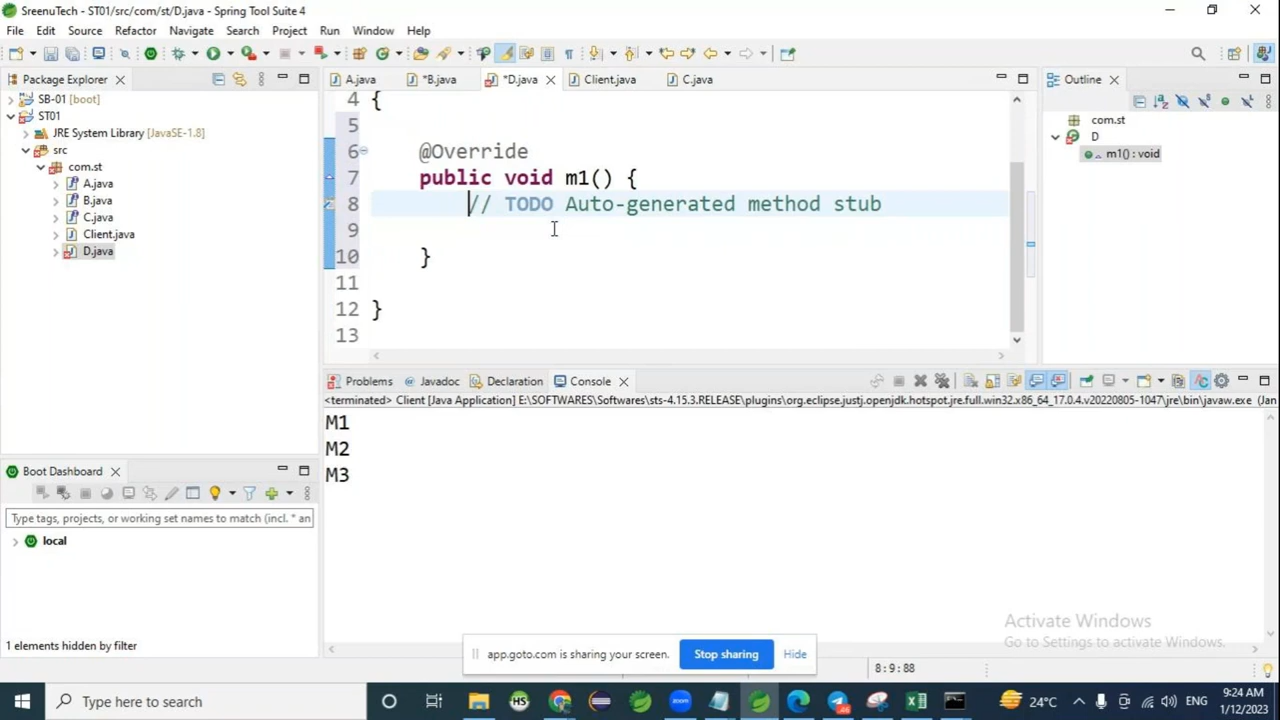 SreenuTech - ST01/src/com/st/D.java - Spring Tool Suite 4
File Edit Source Refactor Navigate Search Project Run Window Help
Package Explorer
SB-01 [boot]
ST01
JRE System Library [JavaSE-1.8]
src
com.st
A.java
B.java
C.java
Client.java
D.java
A.java *B.java *D.java Client.java C.java
4 {
5
6 @Override
7 public void m1() {
8 // TODO Auto-generated method stub
9
10 }
11
12 }
13
Outline
com.st
D
m1() : void
Problems Javadoc Declaration Console
<terminated> Client [Java Application] E:\SOFTWARES\Softwares\sts-4.15.3.RELEASE\plugins\org.eclipse.justj.openjdk.hotspot.jre.full.win32.x86_64_17.0.4.v20220805-1047\jre\bin\javaw.exe (Jan
M1
M2
M3
Boot Dashboard
Type tags, projects, or working set names to match (incl. * an
local
1 elements hidden by filter
Activate Windows
Go to Settings to activate Windows.
app.goto.com is sharing your screen. Stop sharing Hide
8:9:88
Type here to search
HS
zoom
24°C
ENG
9:24 AM
1/12/2023